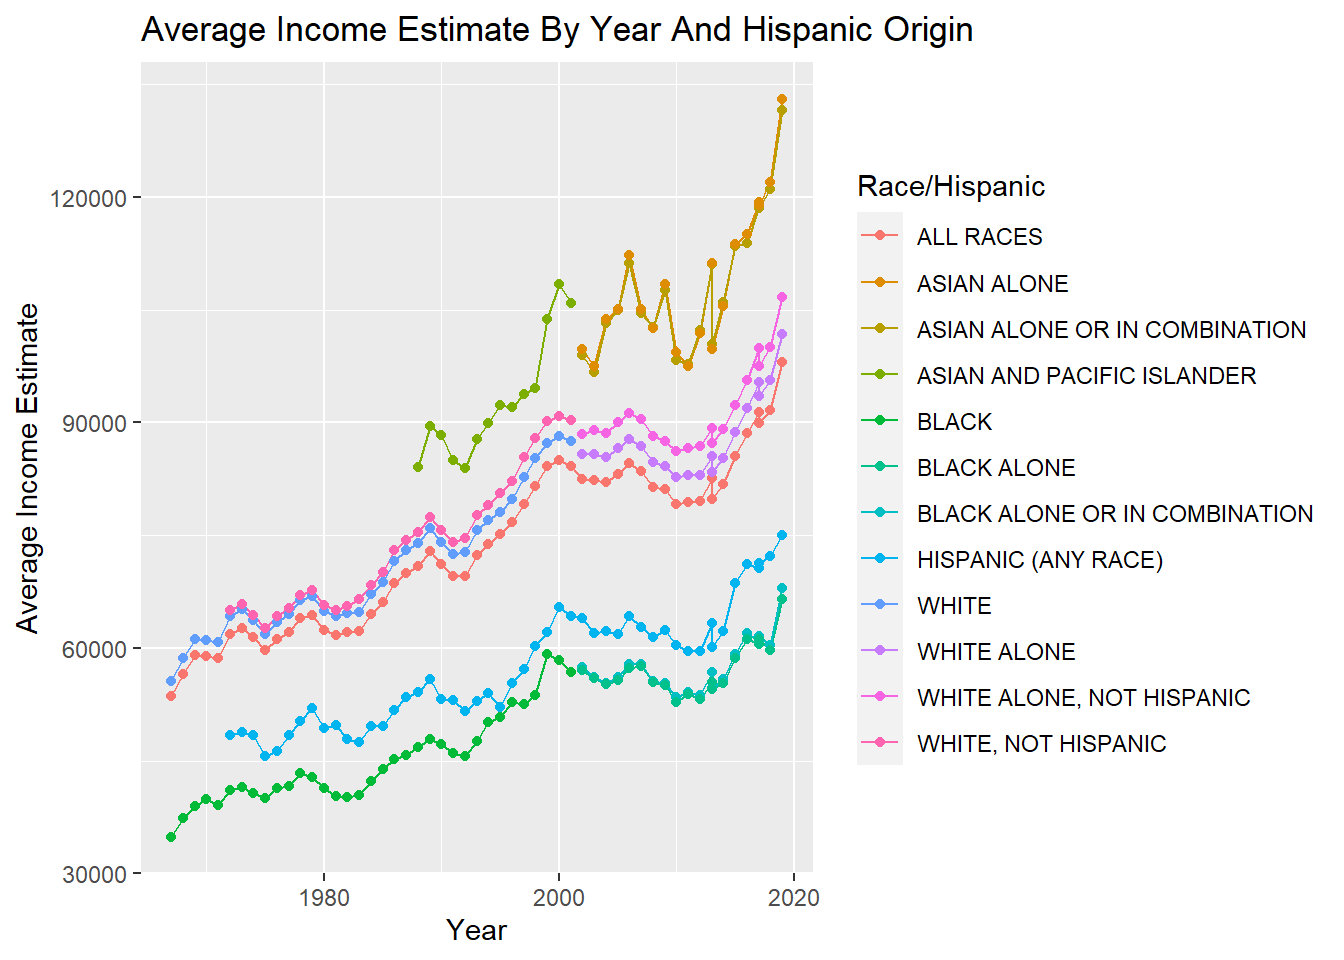 Average Income Estimate By Year And Hispanic Origin
Average Income Estimate
120000
90000
60000
30000
1980
2000
2020
Year
Race/Hispanic
ALL RACES
ASIAN ALONE
ASIAN ALONE OR IN COMBINATION
ASIAN AND PACIFIC ISLANDER
BLACK
BLACK ALONE
BLACK ALONE OR IN COMBINATION
HISPANIC (ANY RACE)
WHITE
WHITE ALONE
WHITE ALONE, NOT HISPANIC
WHITE, NOT HISPANIC